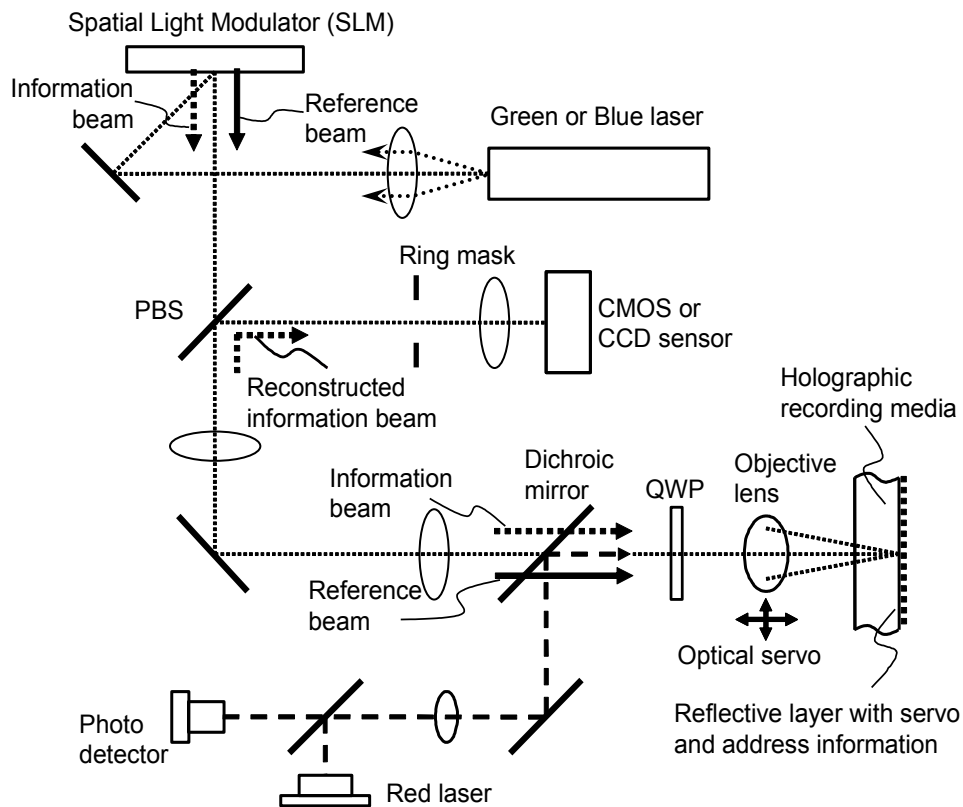 Spatial Light Modulator (SLM)
Information
beam
Reference
beam
Green or Blue laser
Ring mask
PBS
CMOS or
CCD sensor
Reconstructed
information beam
Holographic
recording media
Information
beam
Dichroic
mirror
QWP
Objective
lens
Reference
beam
Optical servo
Photo
detector
Reflective layer with servo
and address information
Red laser